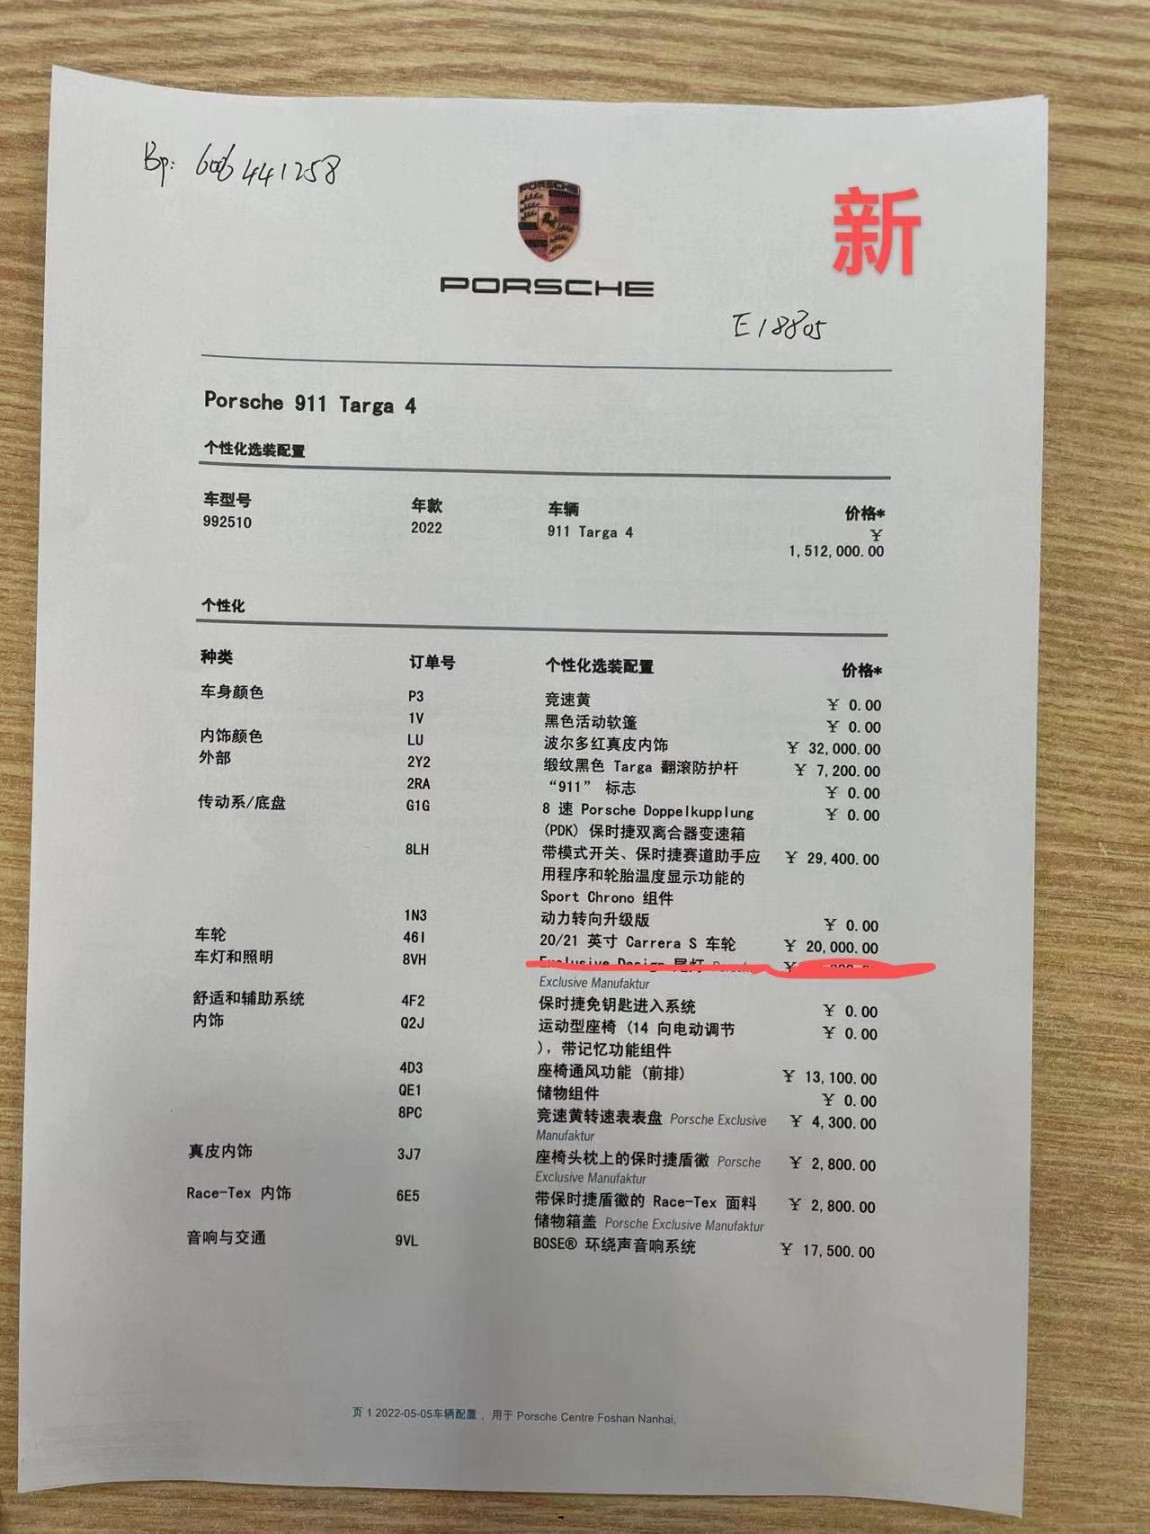 Bp: 606441258
PORSCHE
PORSCHE
新
E18805
Porsche 911 Targa 4
个性化选装配置
车型号 年款 车辆 价格*
992510 2022 911 Targa 4 ¥
1,512,000.00
个性化
种类 订单号 个性化选装配置 价格*
车身颜色 P3 竞速黄 ¥ 0.00
1V 黑色活动软篷 ¥ 0.00
内饰颜色 LU 波尔多红真皮内饰 ¥ 32,000.00
外部 2Y2 缎纹黑色 Targa 翻滚防护杆 ¥ 7,200.00
2RA “911” 标志 ¥ 0.00
传动系/底盘 G1G 8 速 Porsche Doppelkupplung ¥ 0.00
(PDK) 保时捷双离合器变速箱
8LH 带模式开关、保时捷赛道助手应 ¥ 29,400.00
用程序和轮胎温度显示功能的
Sport Chrono 组件
1N3 动力转向升级版 ¥ 0.00
车轮 46I 20/21 英寸 Carrera S 车轮 ¥ 20,000.00
车灯和照明 8VH Exclusive Design 尾灯 Porsche ¥
Exclusive Manufaktur
舒适和辅助系统 4F2 保时捷免钥匙进入系统 ¥ 0.00
内饰 Q2J 运动型座椅 (14 向电动调节 ¥ 0.00
), 带记忆功能组件
4D3 座椅通风功能 (前排) ¥ 13,100.00
QE1 储物组件 ¥ 0.00
8PC 竞速黄转速表表盘 Porsche Exclusive ¥ 4,300.00
Manufaktur
真皮内饰 3J7 座椅头枕上的保时捷盾徽 Porsche ¥ 2,800.00
Exclusive Manufaktur
Race-Tex 内饰 6E5 带保时捷盾徽的 Race-Tex 面料 ¥ 2,800.00
储物箱盖 Porsche Exclusive Manufaktur
音响与交通 9VL BOSE® 环绕声音响系统 ¥ 17,500.00
页 1 2022-05-05车辆配置 、用于 Porsche Centre Foshan Nanhai,